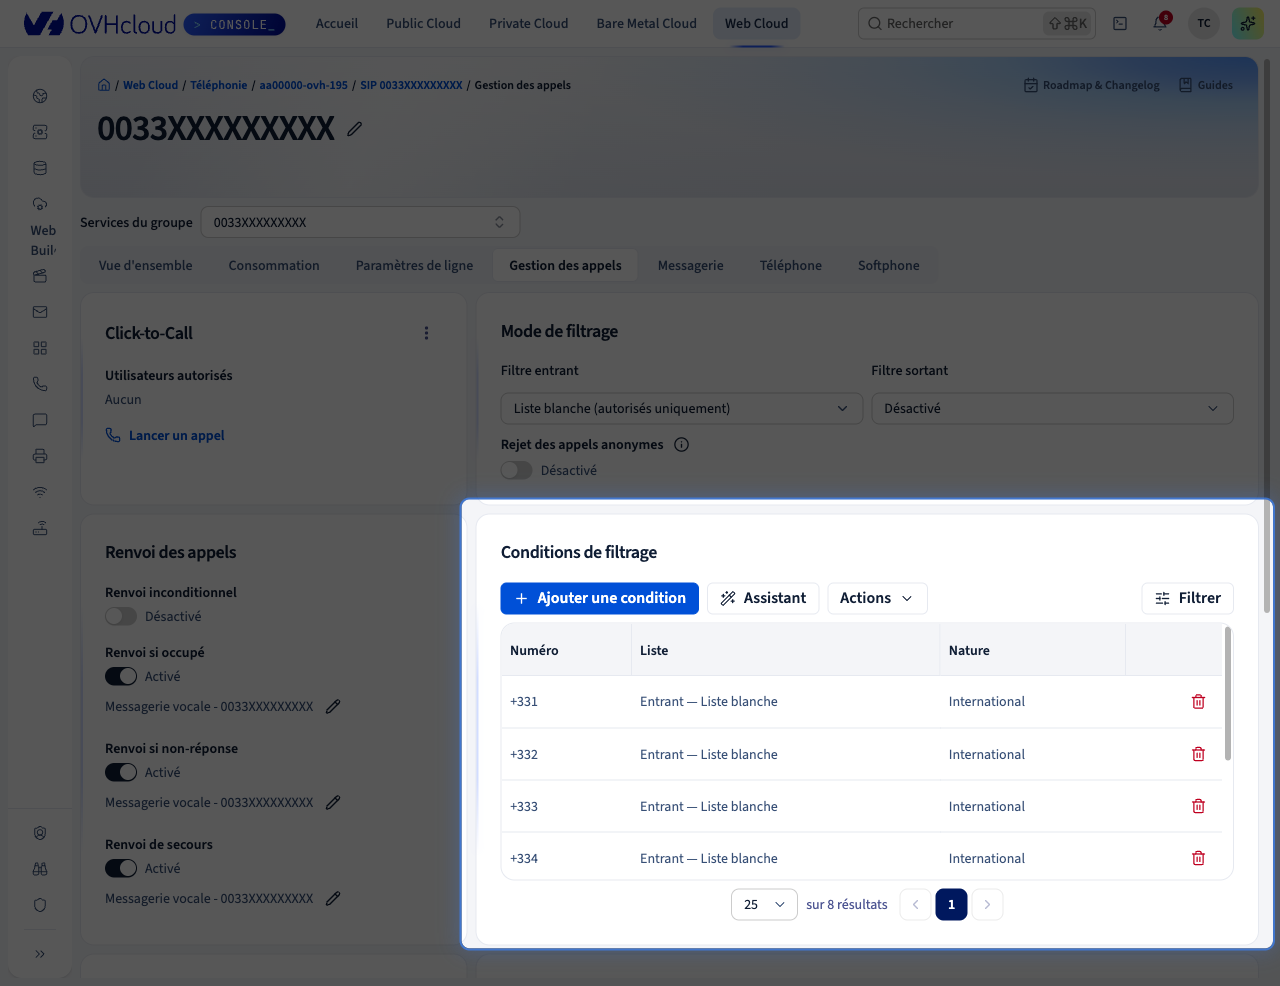 OVHcloud
> CONSOLE_
Accueil
Public Cloud
Private Cloud
Bare Metal Cloud
Web Cloud
Rechercher
⇧⌘K
8
TC
/ Web Cloud / Téléphonie / aa00000-ovh-195 / SIP 0033XXXXXXXXX / Gestion des appels
Roadmap & Changelog
Guides
0033XXXXXXXXX
Web
Buil
Services du groupe
0033XXXXXXXXX
Vue d'ensemble
Consommation
Paramètres de ligne
Gestion des appels
Messagerie
Téléphone
Softphone
Click-to-Call
Utilisateurs autorisés
Aucun
Lancer un appel
Mode de filtrage
Filtre entrant
Filtre sortant
Liste blanche (autorisés uniquement)
Désactivé
Rejet des appels anonymes
Désactivé
Renvoi des appels
Renvoi inconditionnel
Désactivé
Renvoi si occupé
Activé
Messagerie vocale - 0033XXXXXXXXX
Renvoi si non-réponse
Activé
Messagerie vocale - 0033XXXXXXXXX
Renvoi de secours
Activé
Messagerie vocale - 0033XXXXXXXXX
Conditions de filtrage
+ Ajouter une condition
Assistant
Actions
Filtrer
Numéro Liste Nature
+331 Entrant — Liste blanche International
+332 Entrant — Liste blanche International
+333 Entrant — Liste blanche International
+334 Entrant — Liste blanche International
25
sur 8 résultats
1